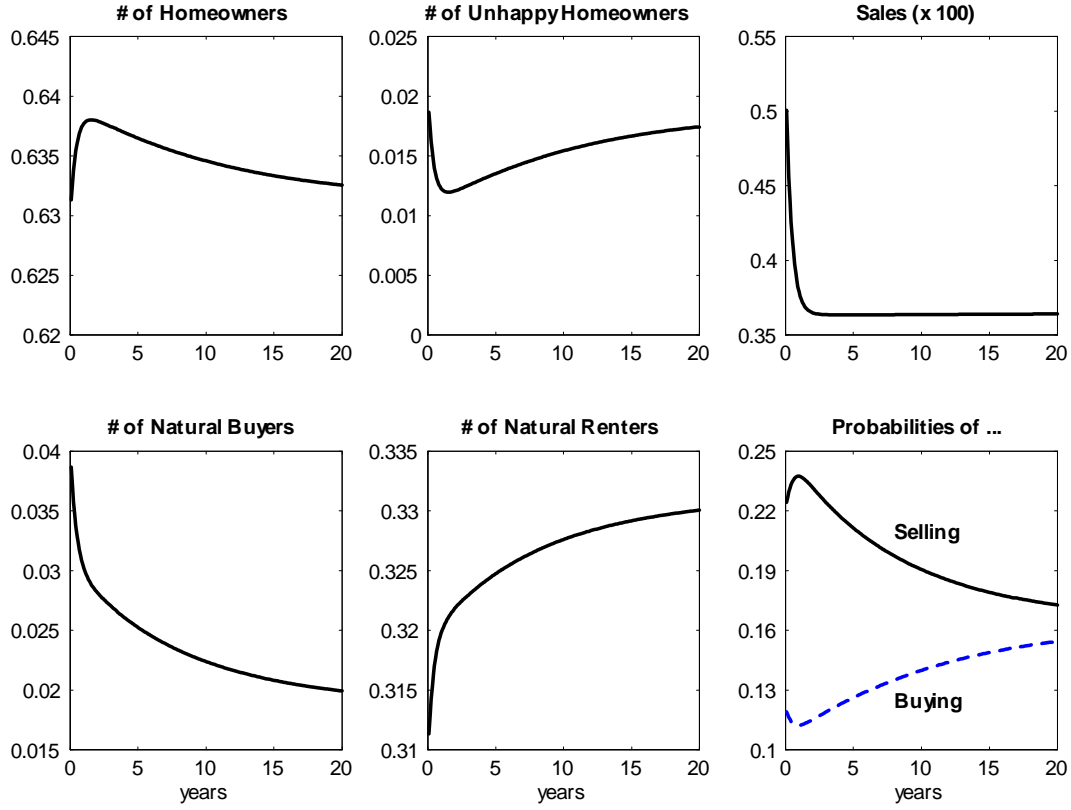 # of Homeowners
0.645
0.64
0.635
0.63
0.625
0.62
0 5 10 15 20
# of Unhappy Homeowners
0.025
0.02
0.015
0.01
0.005
0
0 5 10 15 20
Sales (x 100)
0.55
0.5
0.45
0.4
0.35
0 5 10 15 20
# of Natural Buyers
0.04
0.035
0.03
0.025
0.02
0.015
0 5 10 15 20
years
# of Natural Renters
0.335
0.33
0.325
0.32
0.315
0.31
0 5 10 15 20
years
Probabilities of ...
0.25
0.22
0.19
0.16
0.13
0.1
Selling
Buying
0 5 10 15 20
years